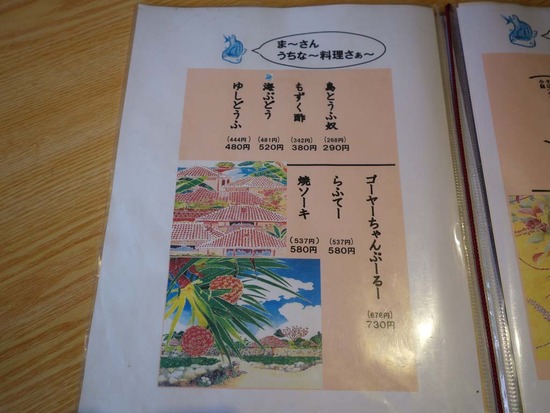 ま～さん
うちな～料理さぁ～
島とうふ奴
(268円)
290円
もずく酢
(342円)
380円
海ぶどう
(481円)
520円
ゆしどうふ
(444円)
480円
ゴーヤーちゃんぷーるー
(676円)
730円
らふてー
(537円)
580円
焼ソーキ
(537円)
580円